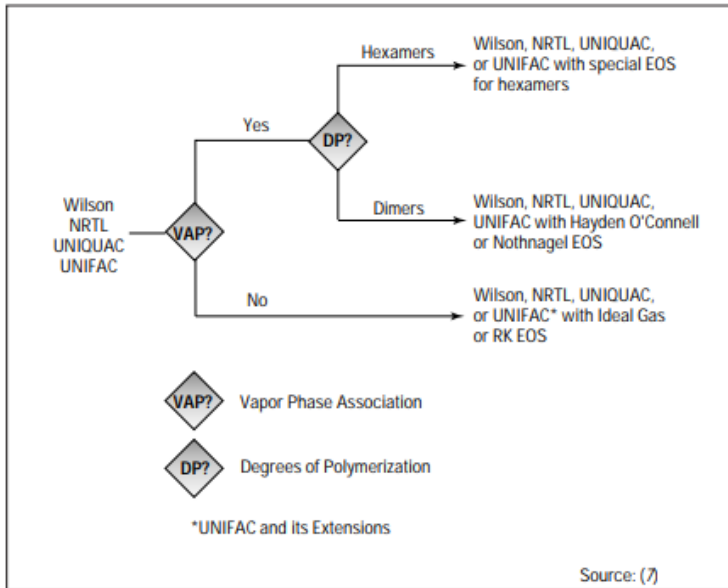 Hexamers
Wilson, NRTL, UNIQUAC,
or UNIFAC with special EOS
for hexamers
Yes
DP?
Wilson
NRTL
UNIQUAC
UNIFAC
VAP?
Dimers
Wilson, NRTL, UNIQUAC,
UNIFAC with Hayden O'Connell
or Nothnagel EOS
No
Wilson, NRTL, UNIQUAC,
or UNIFAC* with Ideal Gas
or RK EOS
VAP? Vapor Phase Association
DP? Degrees of Polymerization
*UNIFAC and its Extensions
Source: (7)